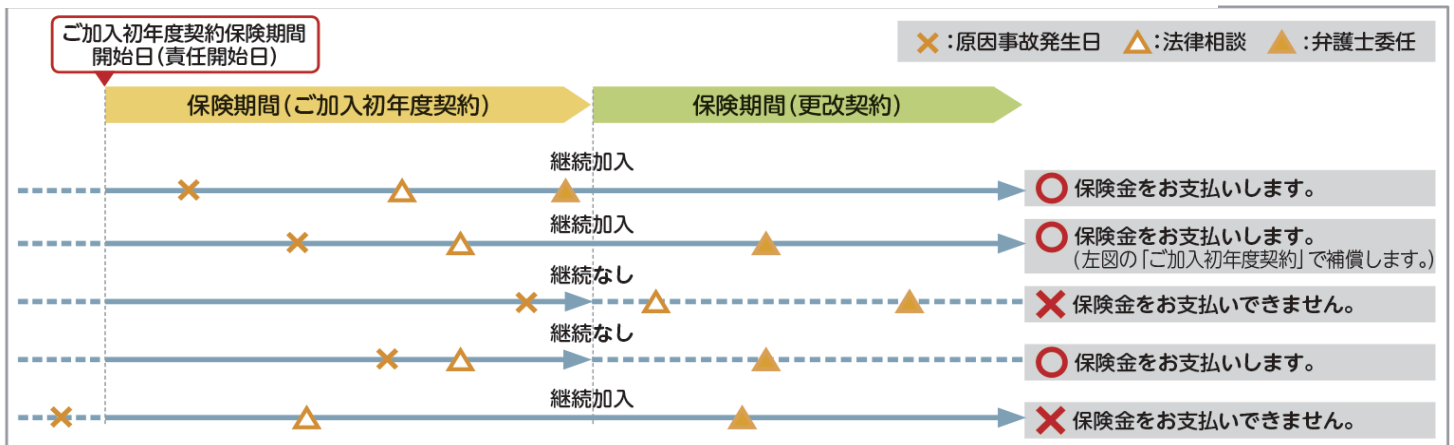 ご加入初年度契約保険期間
開始日(責任開始日)
:原因事故発生日 :法律相談 :弁護士委任
保険期間(ご加入初年度契約) 保険期間(更改契約)
継続加入
保険金をお支払いします。
継続加入
保険金をお支払いします。
(左図の「ご加入初年度契約」で補償します。)
継続なし
保険金をお支払いできません。
継続なし
保険金をお支払いします。
継続加入
保険金をお支払いできません。